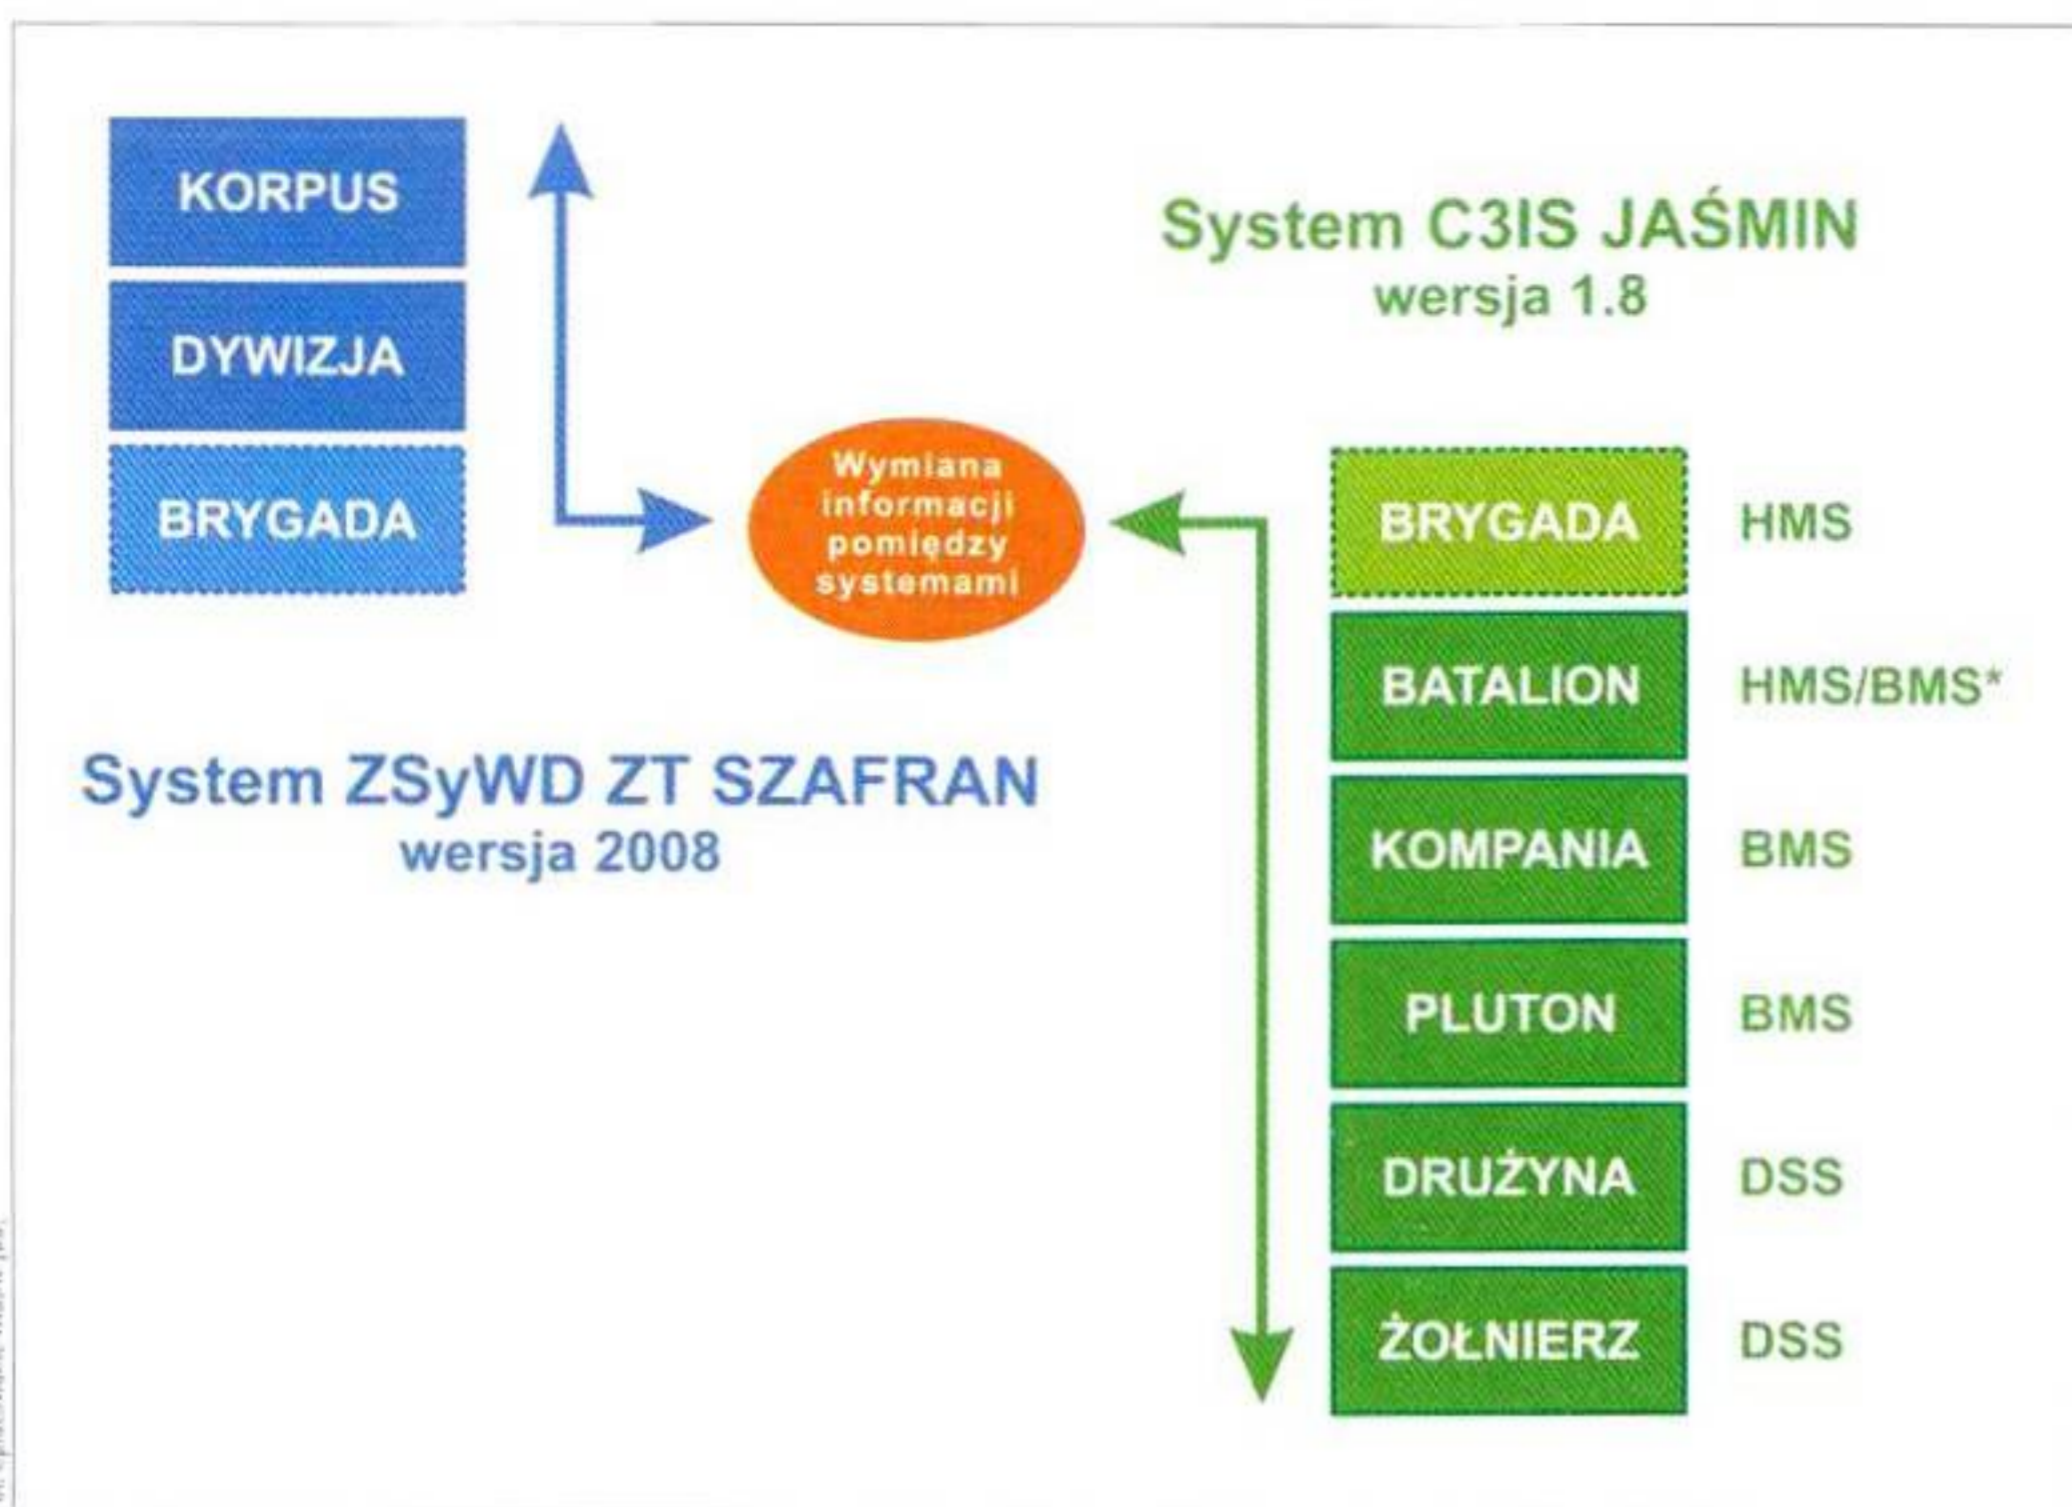 KORPUS
DYWIZJA
BRYGADA
Wymiana
informacji
pomiędzy
systemami
System ZSyWD ZT SZAFRAN
wersja 2008
System C3IS JAŚMIN
wersja 1.8
BRYGADA HMS
BATALION HMS/BMS*
KOMPANIA BMS
PLUTON BMS
DRUŻYNA DSS
ŻOŁNIERZ DSS